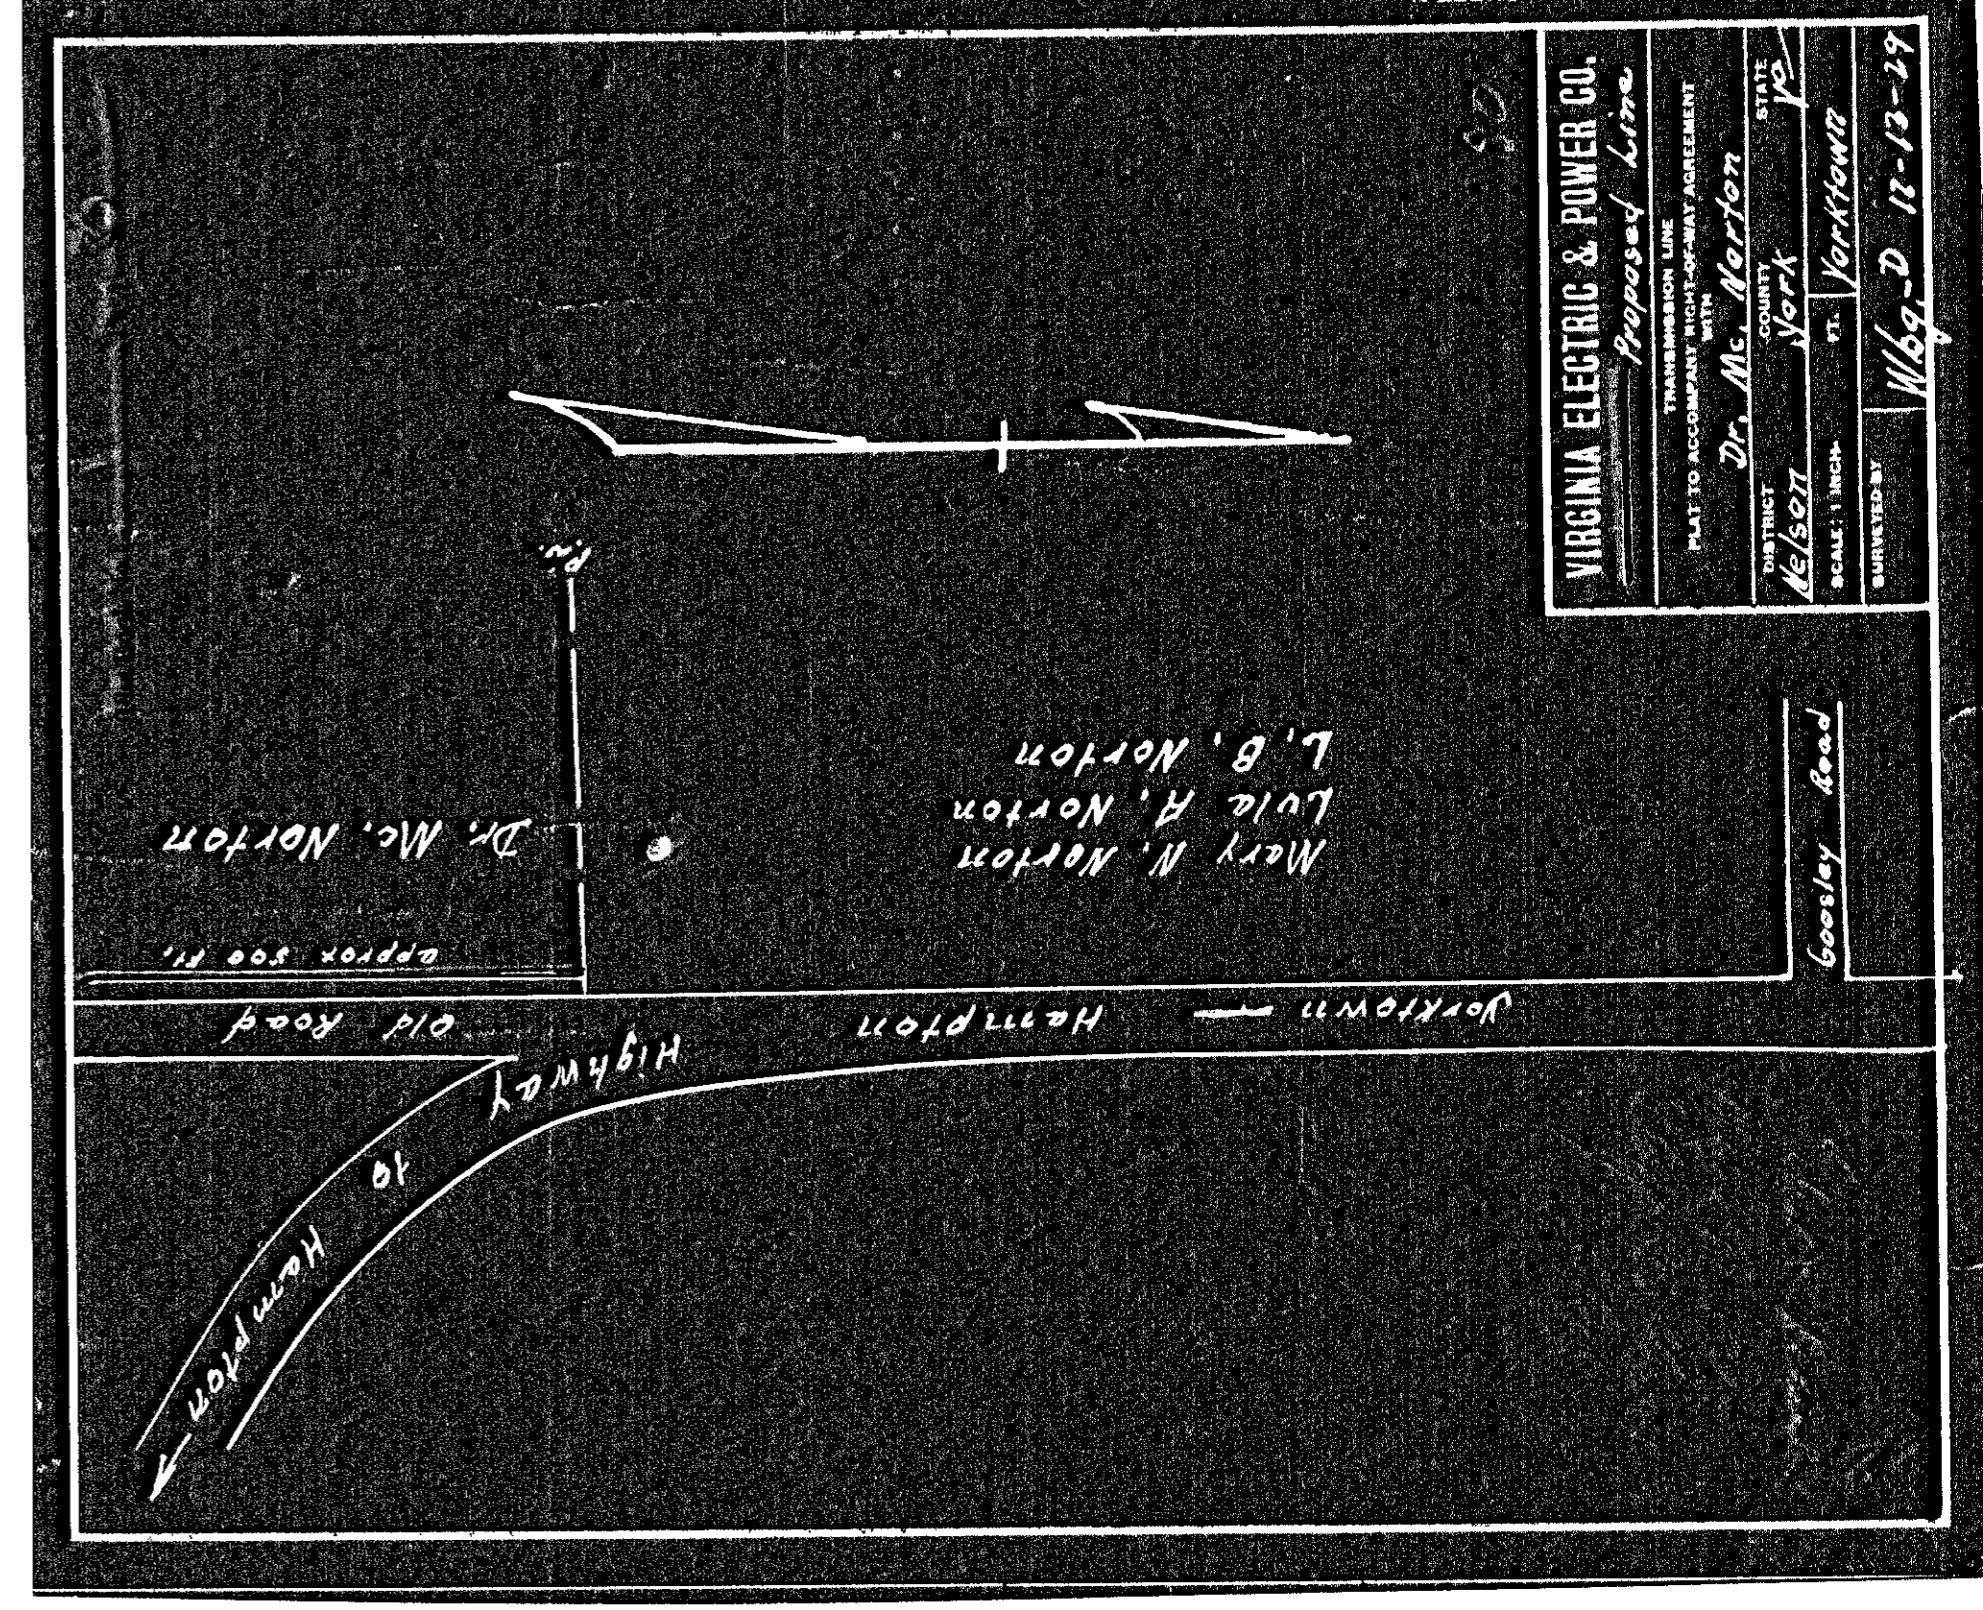 VIRGINIA ELECTRIC & POWER CO.
Proposed Line
TRANSMISSION LINE
PLAT TO ACCOMPANY RIGHT-OF-WAY AGREEMENT
WITH
Dr. Mc. Norton
DISTRICT COUNTY STATE
Nelson York Va
SCALE: 1 INCH= FT. Yorktown
SURVEYED BY Wbg-D 12-13-29
Goosley Road
P.N.
L. B. Norton
Lula A. Norton
Mary N. Norton
Dr. Mc. Norton
approx 500 ft.
Old Road
Yorktown — Hampton
Highway
to
Hampton